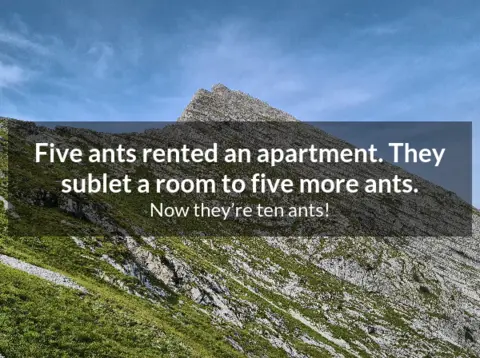 Five ants rented an apartment. They
sublet a room to five more ants.
Now they're ten ants!